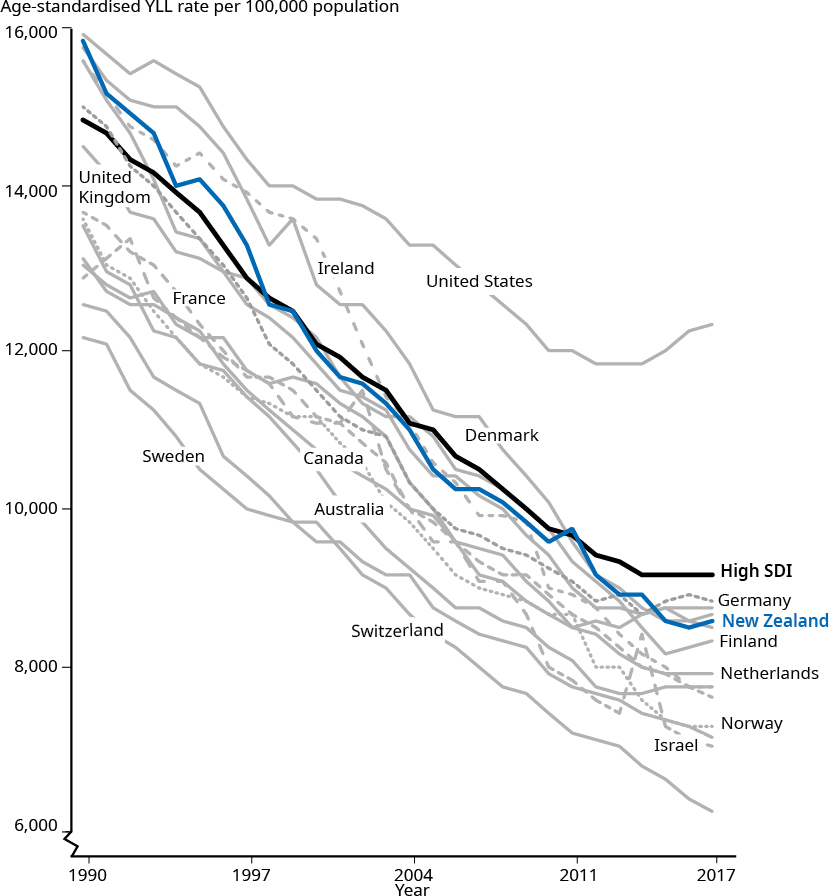 Age-standardised YLL rate per 100,000 population
16,000
14,000
12,000
10,000
8,000
6,000
United
Kingdom
Ireland
United States
France
Denmark
Sweden
Canada
Australia
High SDI
Germany
New Zealand
Switzerland
Finland
Netherlands
Norway
Israel
1990
1997
2004
2011
2017
Year